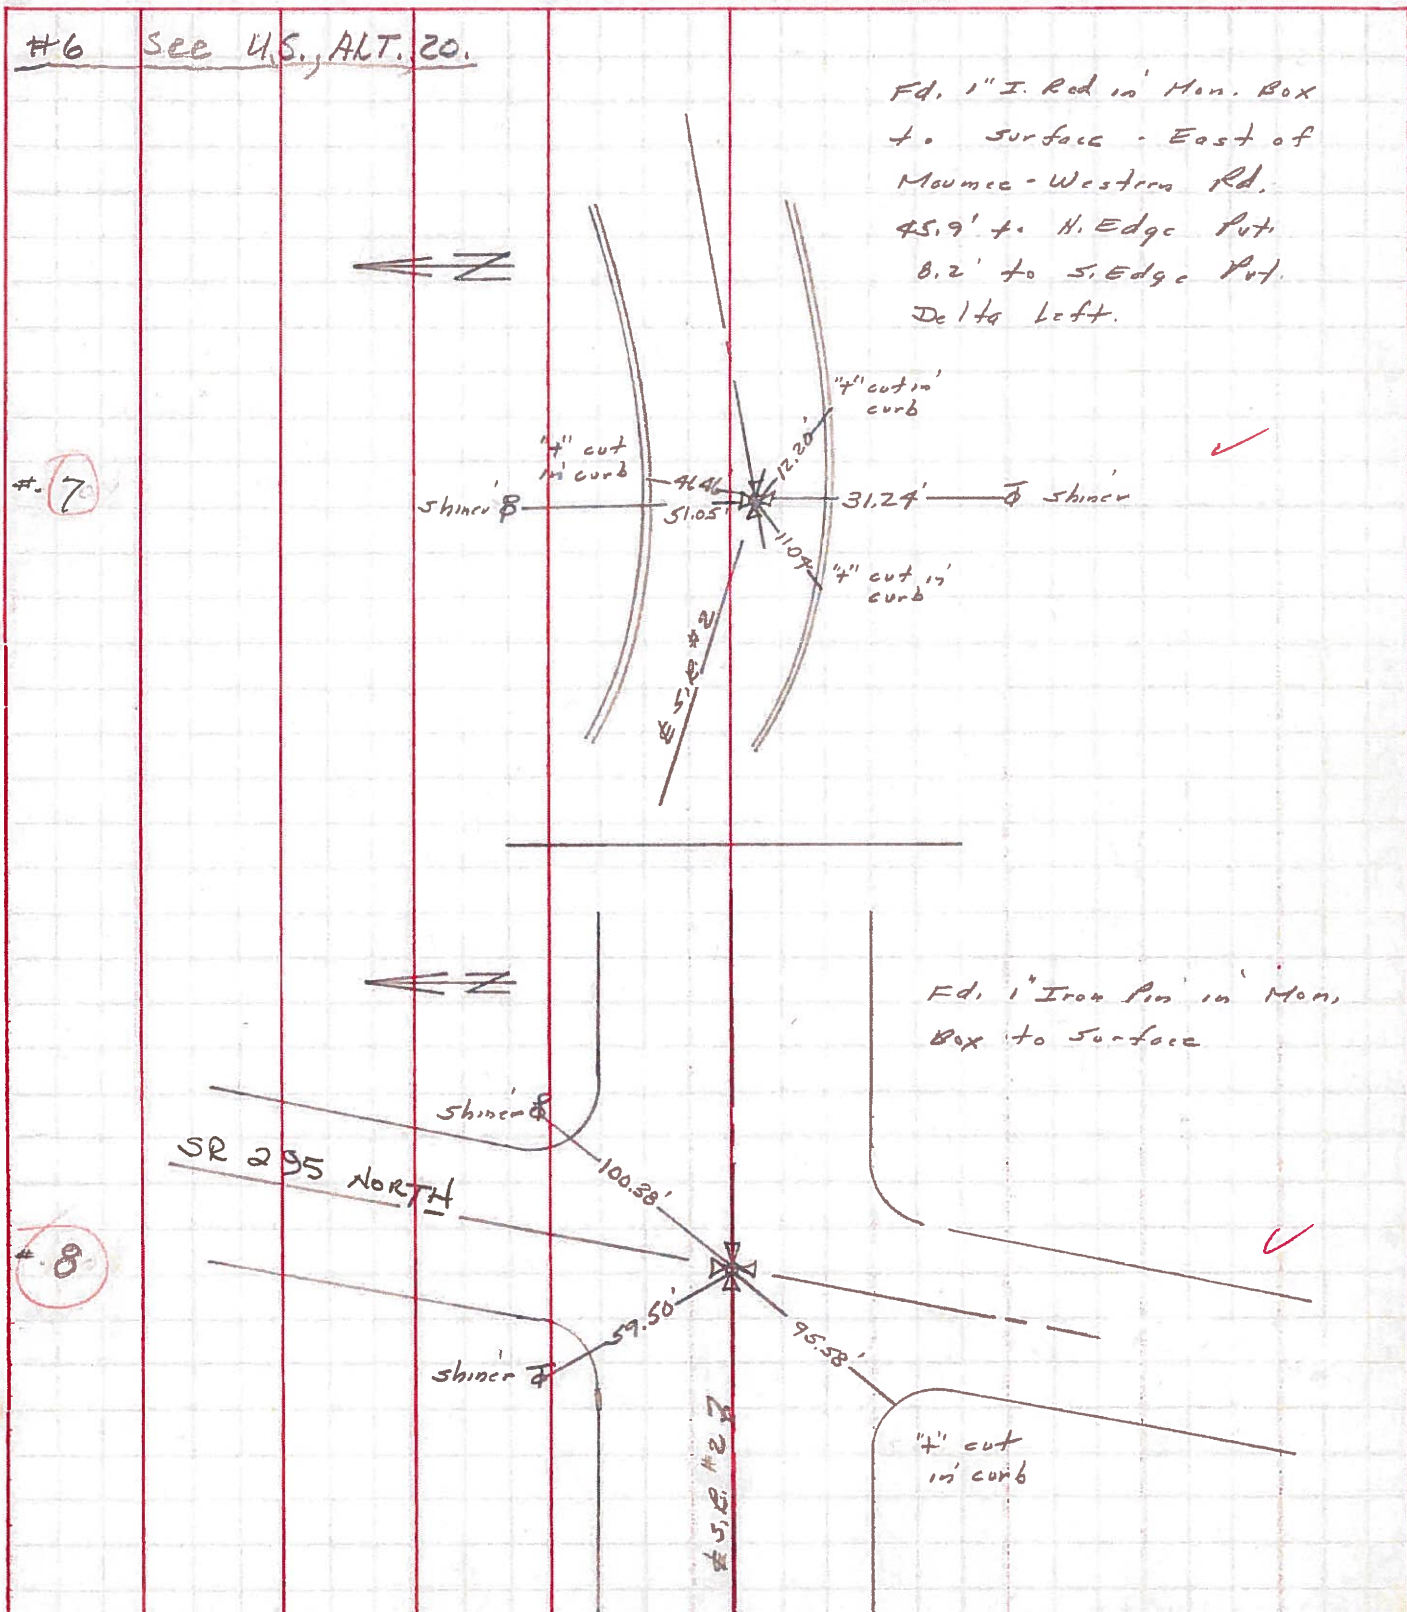 #6 See U.S., ALT. 20.
Fd. 1" I. Rod in Mon. Box
to surface - East of
Maumee - Western Rd.
45.9' to N. Edge Pvt.
8.2' to S. Edge Pvt.
Delta Left.
N
"+" cut in
curb
"+" cut
in curb
12.20'
#. 7
shiner
46.46
51.05'
31.24'
shiner
11.04
"+" cut in
curb
℄ S.R. #2
N
Fd. 1" Iron Pin in Mon.
Box to Surface
shiner
SR 295 NORTH
100.38'
#. 8
59.50'
95.58'
shiner
"+" cut
in curb
℄ S.R. #2